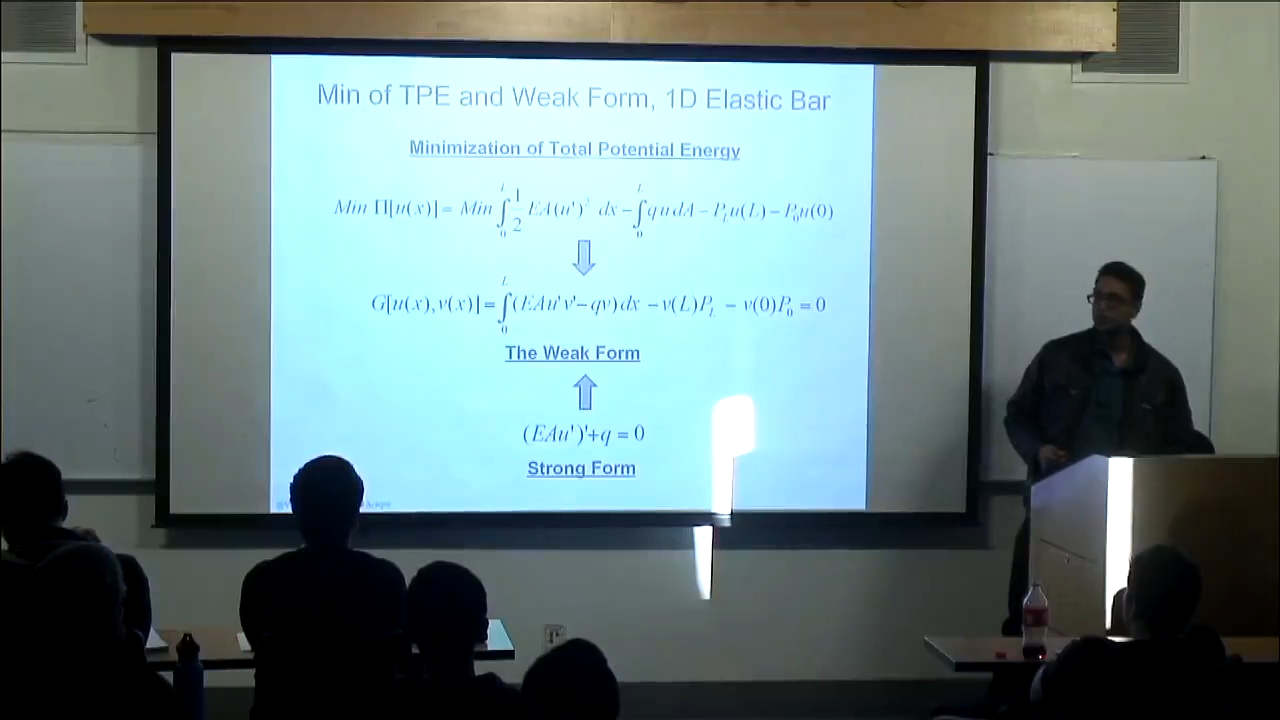 Min of TPE and Weak Form, 1D Elastic Bar
Minimization of Total Potential Energy
Min Π[u(x)] = Min ∫₀ᴸ ½ EA(u')² dx − ∫₀ᴸ q u dA − P_L u(L) − P₀u(0)
G[u(x),v(x)] = ∫₀ᴸ (EAu'v'−qv) dx − v(L)P_L − v(0)P₀ = 0
The Weak Form
(EAu')'+q = 0
Strong Form